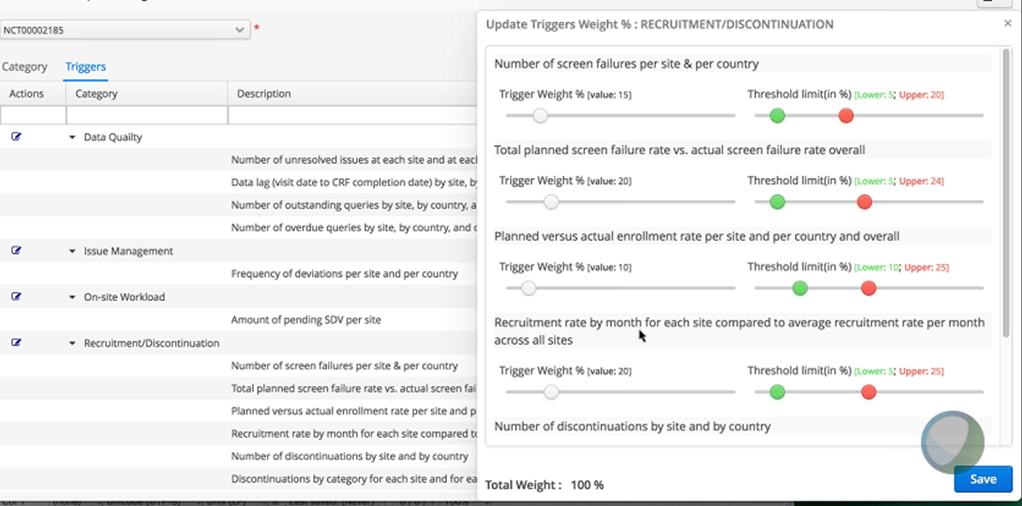 Update Triggers Weight % : RECRUITMENT/DISCONTINUATION
×
NCT00002185
*
Category
Triggers
Actions
Category
Description
Data Quailty
Number of unresolved issues at each site and at eac
Data lag (visit date to CRF completion date) by site, b
Number of outstanding queries by site, by country, a
Number of overdue queries by site, by country, and c
Issue Management
Frequency of deviations per site and per country
On-site Workload
Amount of pending SDV per site
Recruitment/Discontinuation
Number of screen failures per site & per country
Total planned screen failure rate vs. actual screen fai
Planned versus actual enrollment rate per site and p
Recruitment rate by month for each site compared to
Number of discontinuations by site and by country
Discontinuations by category for each site and for ea
Number of screen failures per site & per country
Trigger Weight % [value: 15]
Threshold limit(in %) [Lower: 5; Upper: 20]
Total planned screen failure rate vs. actual screen failure rate overall
Trigger Weight % [value: 20]
Threshold limit(in %) [Lower: 5; Upper: 24]
Planned versus actual enrollment rate per site and per country and overall
Trigger Weight % [value: 10]
Threshold limit(in %) [Lower: 10; Upper: 25]
Recruitment rate by month for each site compared to average recruitment rate per month
across all sites
Trigger Weight % [value: 20]
Threshold limit(in %) [Lower: 5; Upper: 25]
Number of discontinuations by site and by country
Total Weight : 100 %
Save